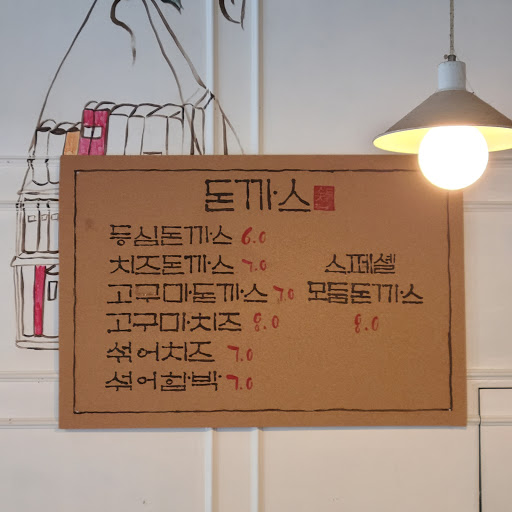 돈까스
등심돈까스 6.0
치즈돈까스 7.0
고구마돈까스 7.0
고구마치즈 8.0
섞어치즈 7.0
섞어함박 7.0
스페셜
모듬돈까스
8.0